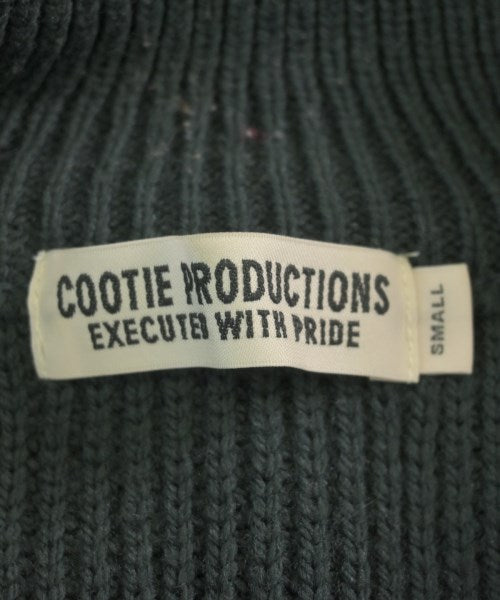 COOTIE PRODUCTIONS
EXECUTED WITH PRIDE
SMALL